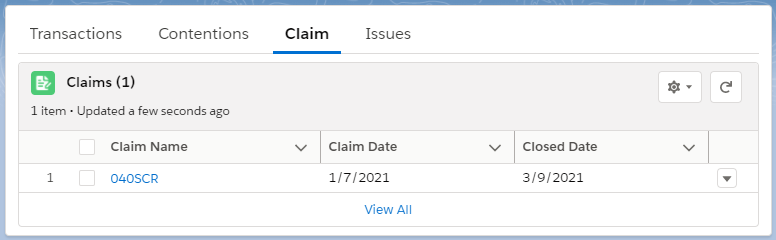 Transactions Contentions Claim Issues
Claims (1)
1 item • Updated a few seconds ago
Claim Name Claim Date Closed Date
1 040SCR 1/7/2021 3/9/2021
View All